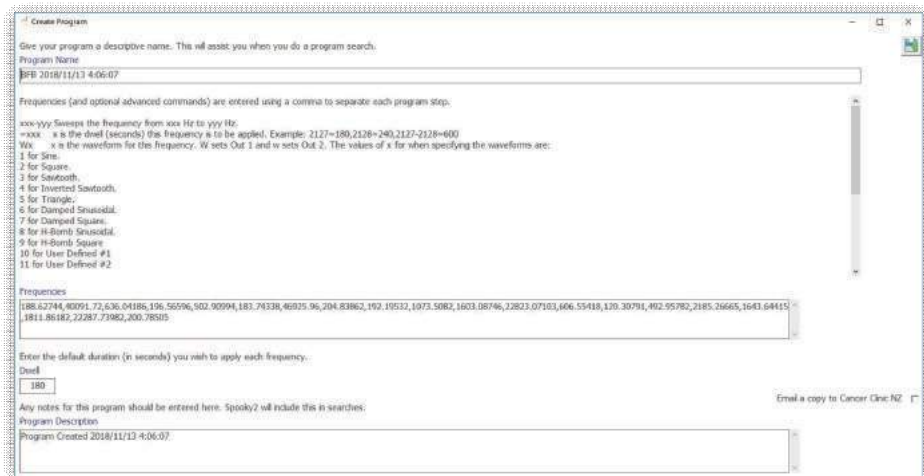 Create Program
Give your program a descriptive name. This will assist you when you do a program search.
Program Name
BFB 2018/11/13 4:06:07
Frequencies (and optional advanced commands) are entered using a comma to separate each program step.
xxx-yyy Sweeps the frequency from xxx Hz to yyy Hz.
=xxx x is the dwell (seconds) this frequency is to be applied. Example: 2127=180,2128=240,2127-2128=600
Wx x is the waveform for this frequency. W sets Out 1 and w sets Out 2. The values of x for when specifying the waveforms are:
1 for Sine.
2 for Square.
3 for Sawtooth.
4 for Inverted Sawtooth.
5 for Triangle.
6 for Damped Sinusoidal.
7 for Damped Square.
8 for H-Bomb Sinusoidal.
9 for H-Bomb Square
10 for User Defined #1
11 for User Defined #2
Frequencies
188.62744,40091.72,636.04186,196.56596,502.90994,183.74338,46925.96,204.83862,192.19532,1073.5082,1603.08746,22823.07103,606.55418,120.30791,492.95782,2185.26665,1643.64415
,1811.86182,22287.73982,200.78505
Enter the default duration (in seconds) you wish to apply each frequency.
Dwell
180
Email a copy to Cancer Clinic NZ
Any notes for this program should be entered here. Spooky2 will include this in searches.
Program Description
Program Created 2018/11/13 4:06:07